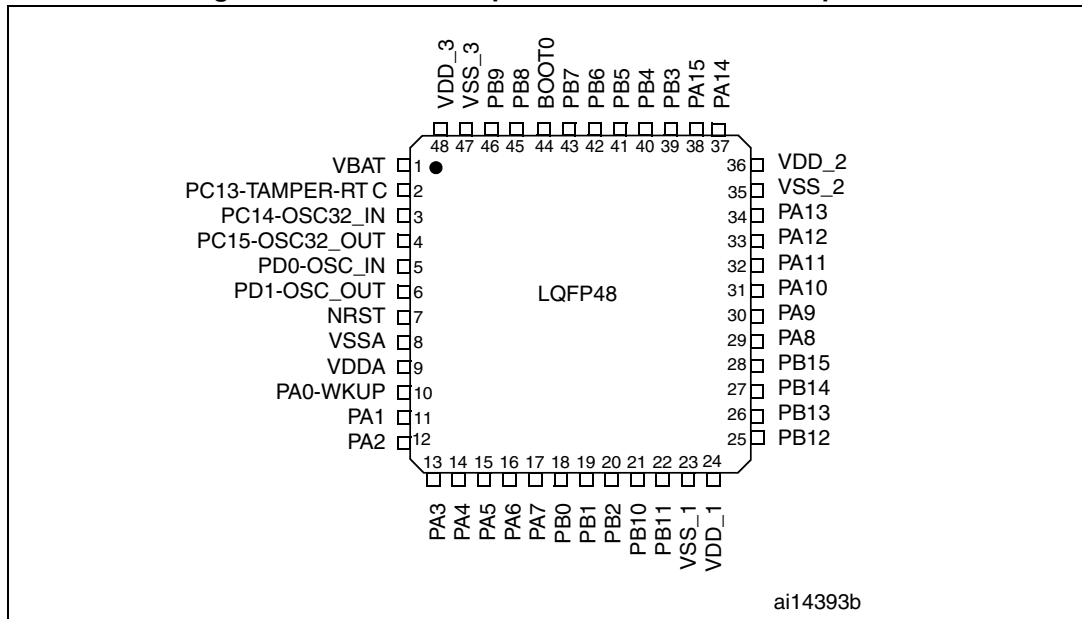 VDD_3
VSS_3
PB9
PB8
BOOT0
PB7
PB6
PB5
PB4
PB3
PA15
PA14
48 47 46 45 44 43 42 41 40 39 38 37
VBAT 1
PC13-TAMPER-RT C 2
PC14-OSC32_IN 3
PC15-OSC32_OUT 4
PD0-OSC_IN 5
PD1-OSC_OUT 6
NRST 7
VSSA 8
VDDA 9
PA0-WKUP 10
PA1 11
PA2 12
LQFP48
36 VDD_2
35 VSS_2
34 PA13
33 PA12
32 PA11
31 PA10
30 PA9
29 PA8
28 PB15
27 PB14
26 PB13
25 PB12
13 14 15 16 17 18 19 20 21 22 23 24
PA3
PA4
PA5
PA6
PA7
PB0
PB1
PB2
PB10
PB11
VSS_1
VDD_1
ai14393b